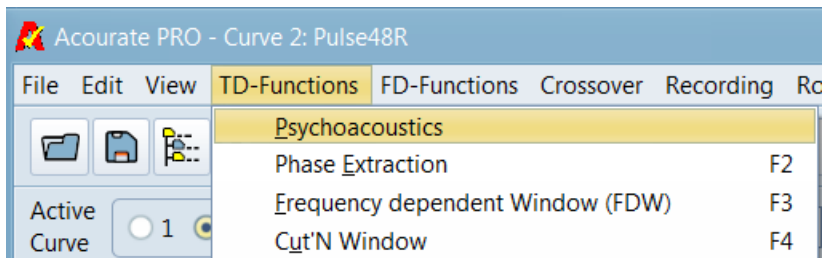 Acourate PRO - Curve 2: Pulse48R
File Edit View TD-Functions FD-Functions Crossover Recording Ro
Psychoacoustics
Phase Extraction F2
Frequency dependent Window (FDW) F3
Active
Curve 1
Cut'N Window F4